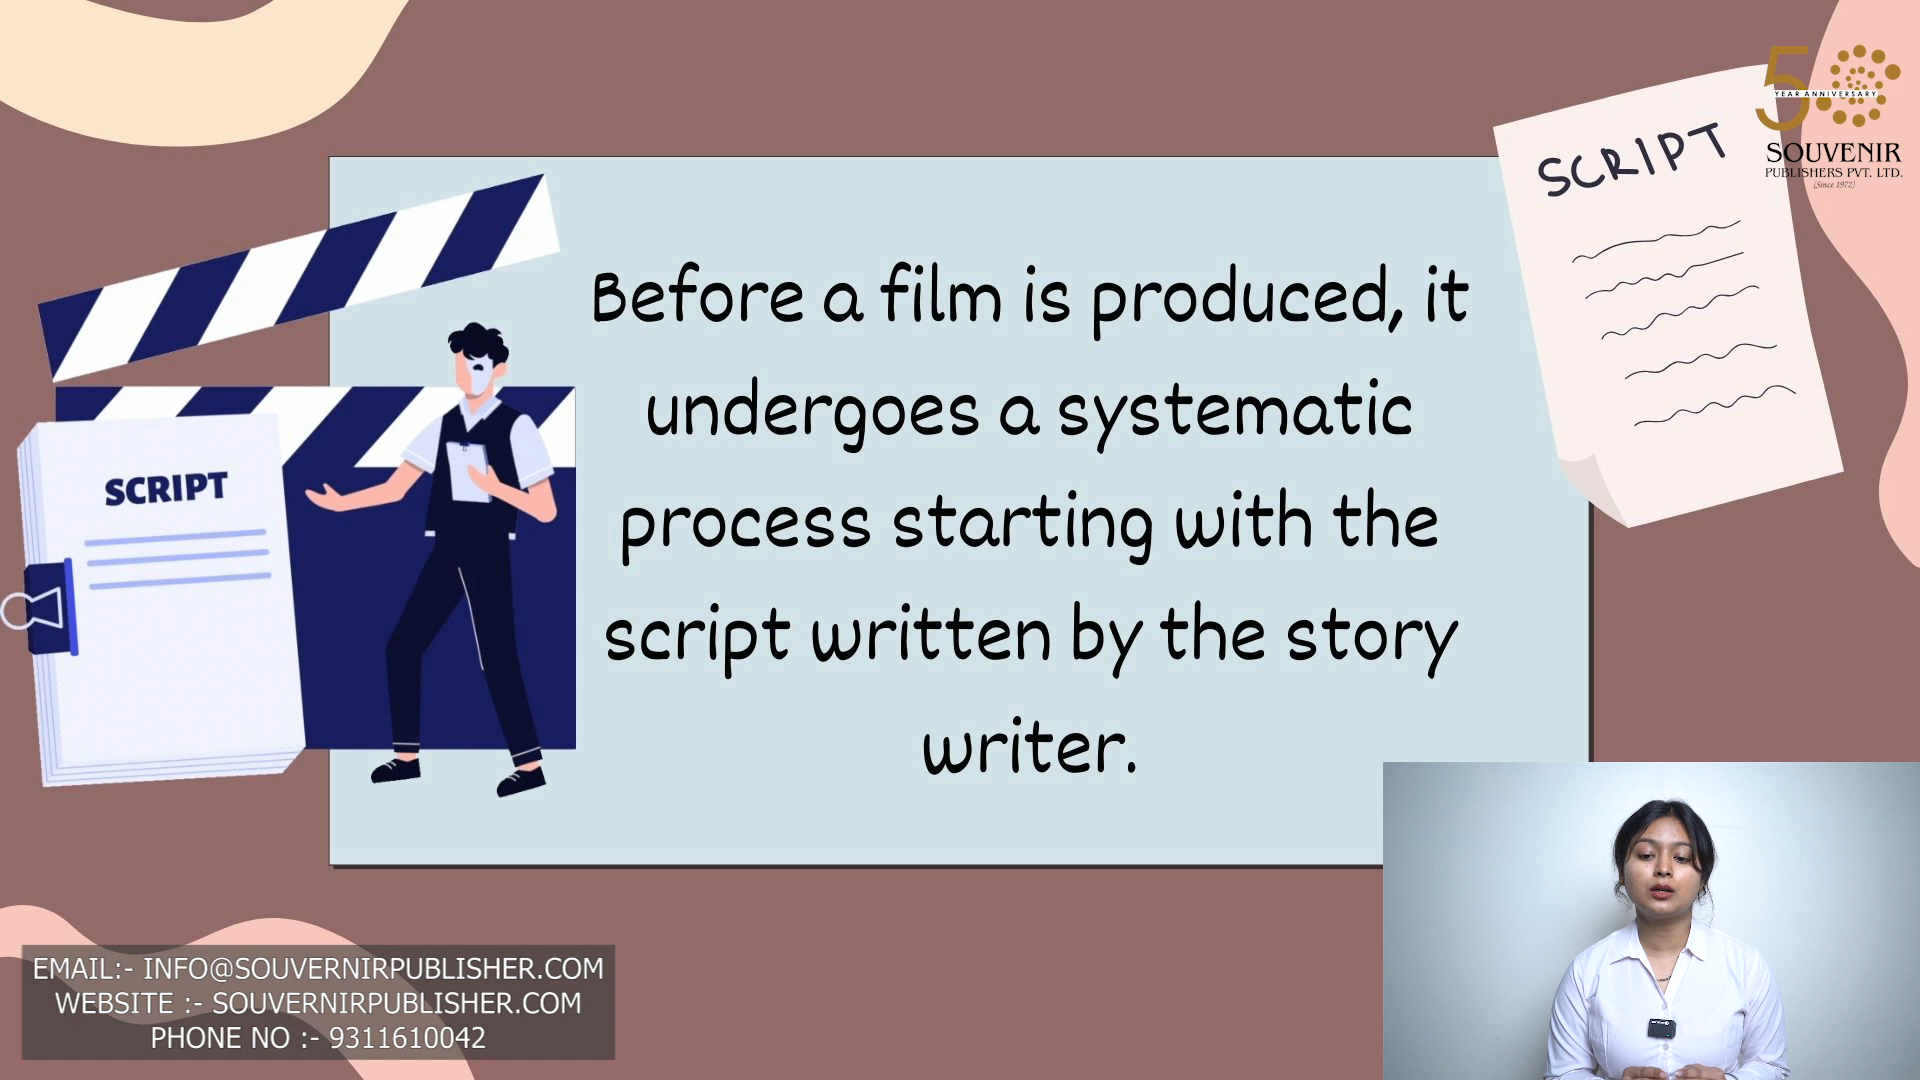 50
YEAR ANNIVERSARY
SOUVENIR
PUBLISHERS PVT. LTD.
(Since 1972)
SCRIPT
SCRIPT
Before a film is produced, it
undergoes a systematic
process starting with the
script written by the story
writer.
EMAIL:- INFO@SOUVERNIRPUBLISHER.COM
WEBSITE :- SOUVERNIRPUBLISHER.COM
PHONE NO :- 9311610042